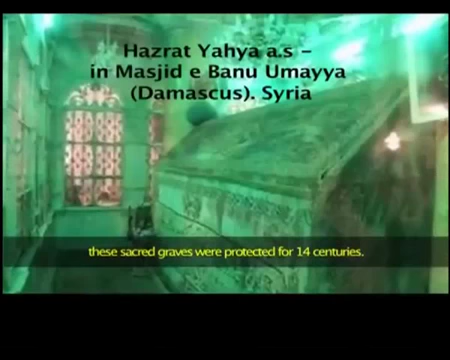 Hazrat Yahya a.s –
in Masjid e Banu Umayya
(Damascus). Syria
these sacred graves were protected for 14 centuries.